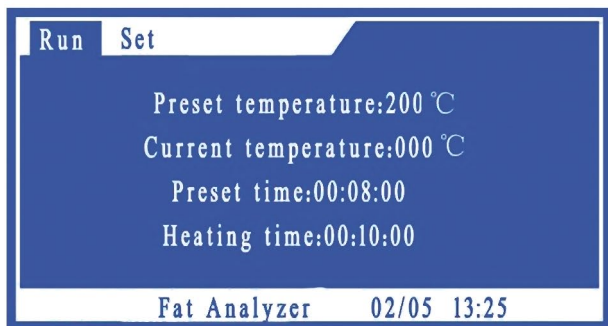 Run Set
Preset temperature:200 ℃
Current temperature:000 ℃
Preset time:00:08:00
Heating time:00:10:00
Fat Analyzer 02/05 13:25